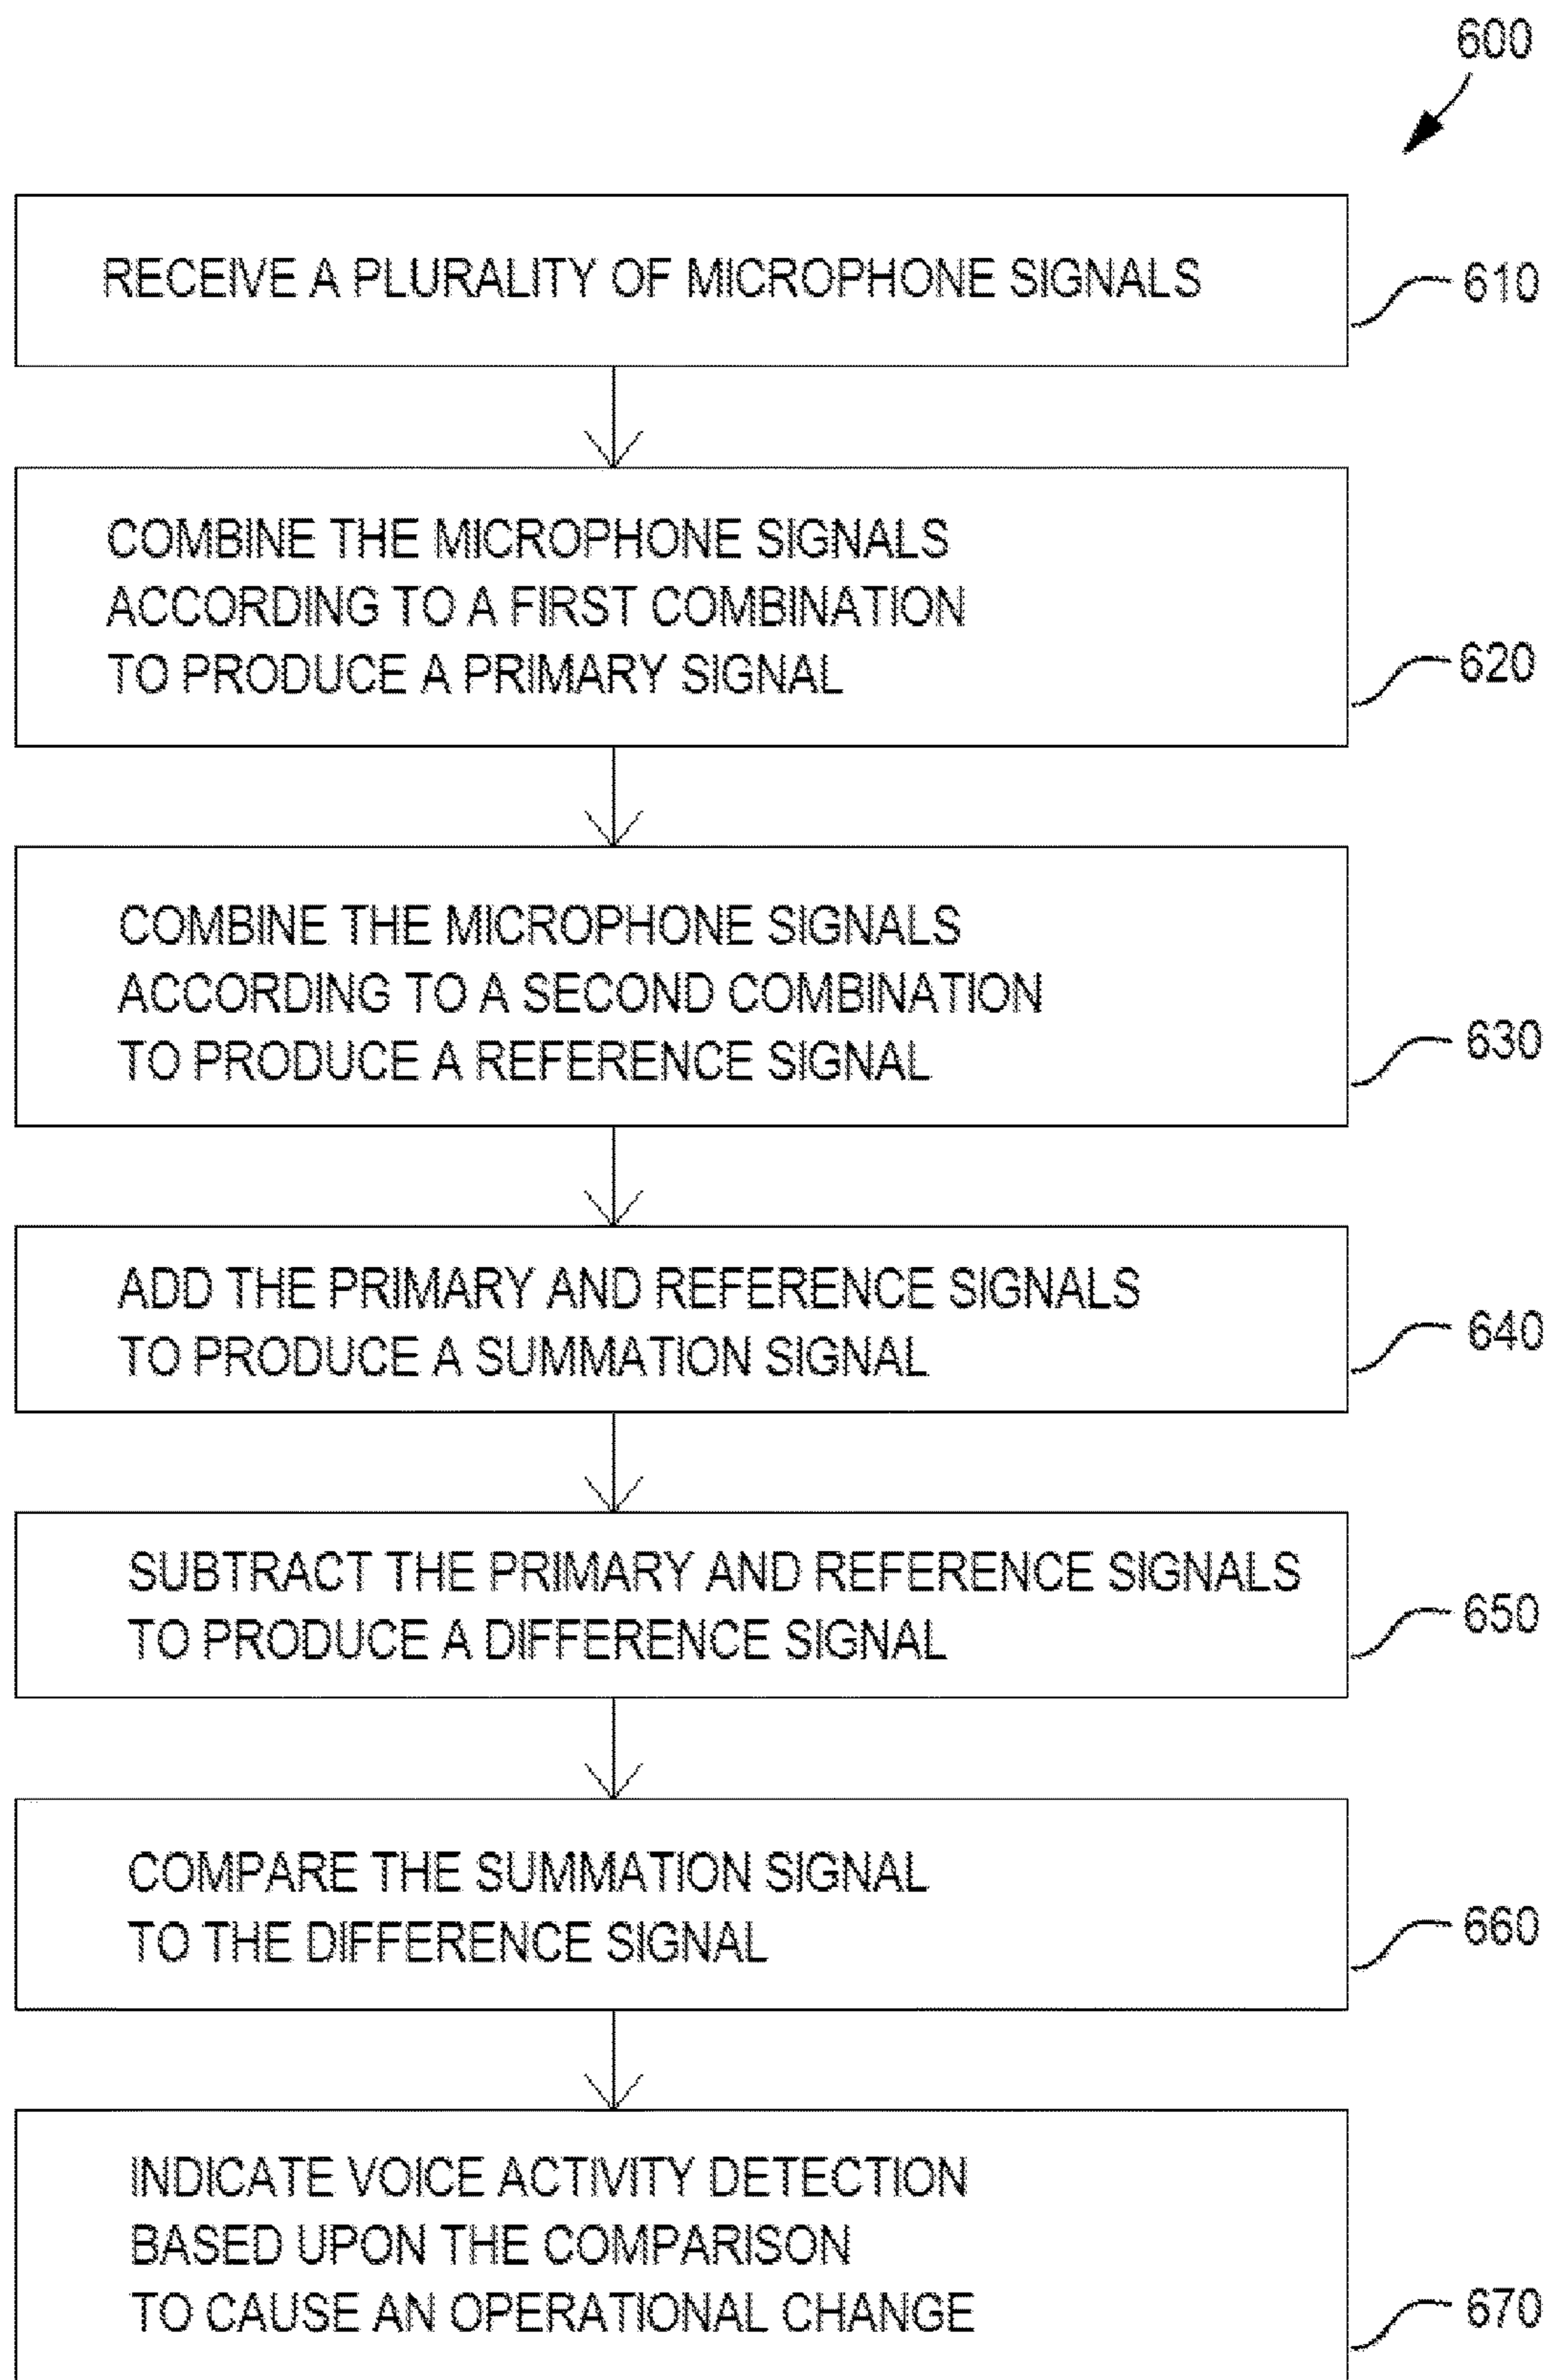 600
RECEIVE A PLURALITY OF MICROPHONE SIGNALS
610
COMBINE THE MICROPHONE SIGNALS
ACCORDING TO A FIRST COMBINATION
TO PRODUCE A PRIMARY SIGNAL
620
COMBINE THE MICROPHONE SIGNALS
ACCORDING TO A SECOND COMBINATION
TO PRODUCE A REFERENCE SIGNAL
630
ADD THE PRIMARY AND REFERENCE SIGNALS
TO PRODUCE A SUMMATION SIGNAL
640
SUBTRACT THE PRIMARY AND REFERENCE SIGNALS
TO PRODUCE A DIFFERENCE SIGNAL
650
COMPARE THE SUMMATION SIGNAL
TO THE DIFFERENCE SIGNAL
660
INDICATE VOICE ACTIVITY DETECTION
BASED UPON THE COMPARISON
TO CAUSE AN OPERATIONAL CHANGE
670